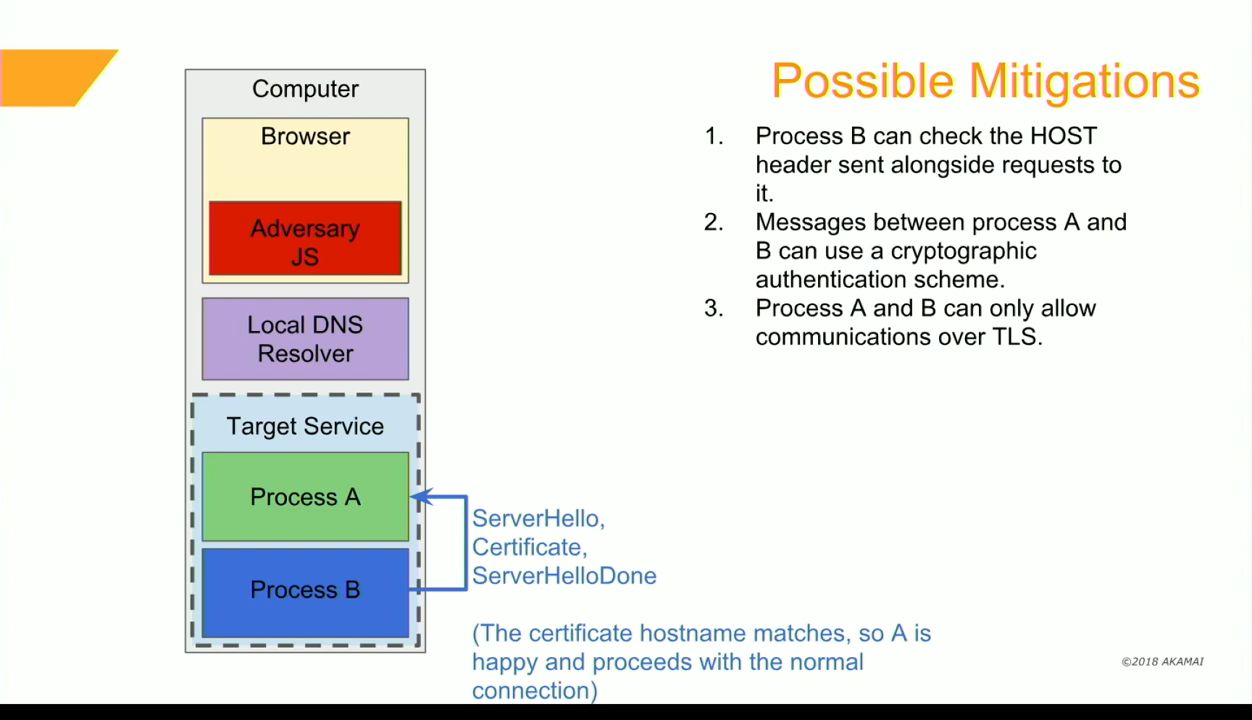 Possible Mitigations
Computer
Browser
Adversary
JS
Local DNS
Resolver
Target Service
Process A
Process B
ServerHello,
Certificate,
ServerHelloDone
(The certificate hostname matches, so A is
happy and proceeds with the normal
connection)
1. Process B can check the HOST
header sent alongside requests to
it.
2. Messages between process A and
B can use a cryptographic
authentication scheme.
3. Process A and B can only allow
communications over TLS.
©2018 AKAMAI